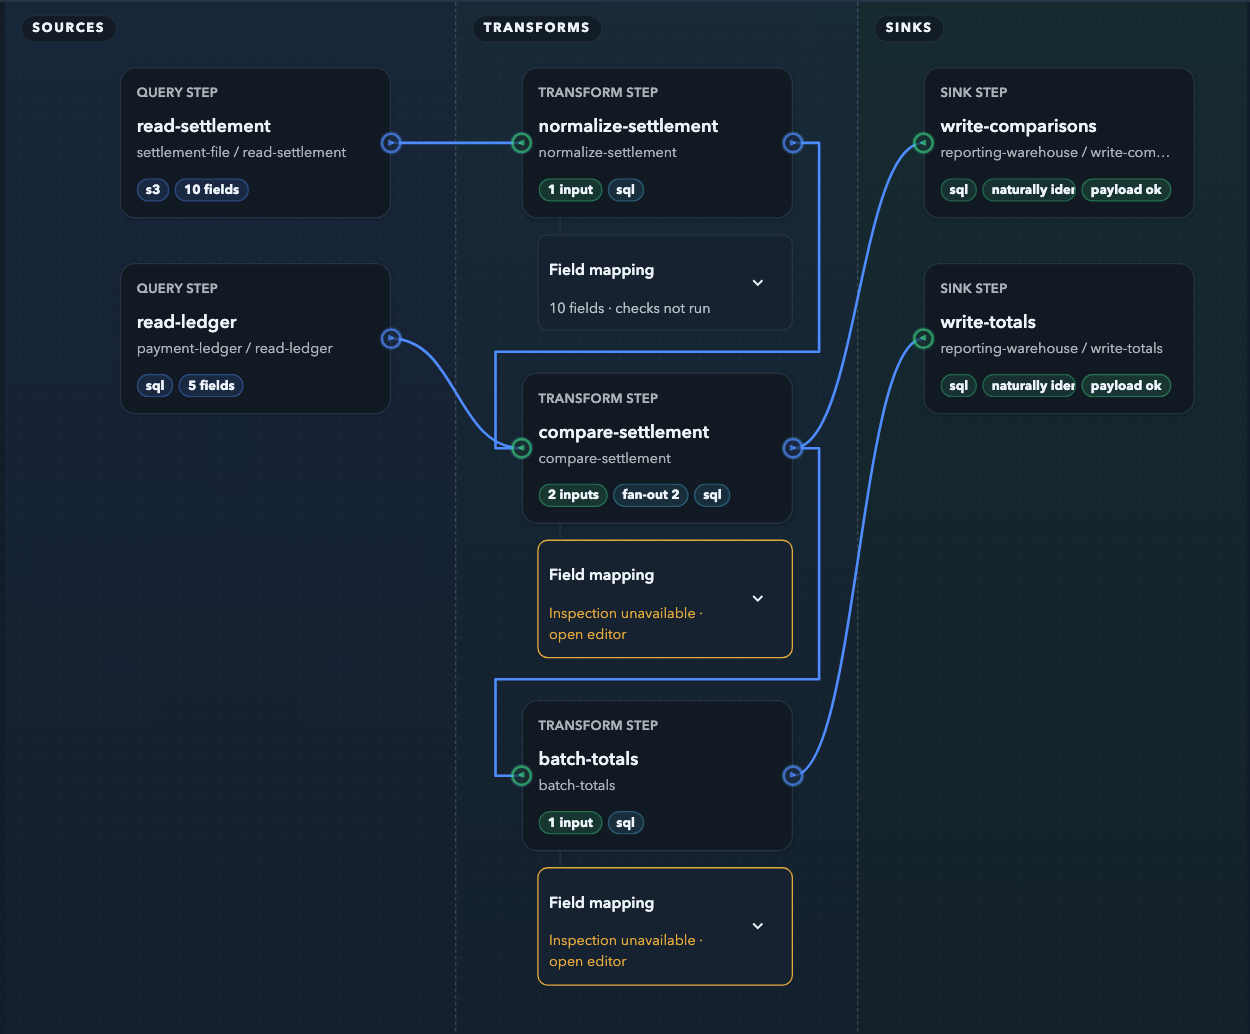 SOURCES
QUERY STEP
read-settlement
settlement-file / read-settlement
s3
10 fields
QUERY STEP
read-ledger
payment-ledger / read-ledger
sql
5 fields
TRANSFORMS
TRANSFORM STEP
normalize-settlement
normalize-settlement
1 input
sql
Field mapping
10 fields · checks not run
TRANSFORM STEP
compare-settlement
compare-settlement
2 inputs
fan-out 2
sql
Field mapping
Inspection unavailable ·
open editor
TRANSFORM STEP
batch-totals
batch-totals
1 input
sql
Field mapping
Inspection unavailable ·
open editor
SINKS
SINK STEP
write-comparisons
reporting-warehouse / write-com...
sql
naturally iden
payload ok
SINK STEP
write-totals
reporting-warehouse / write-totals
sql
naturally iden
payload ok